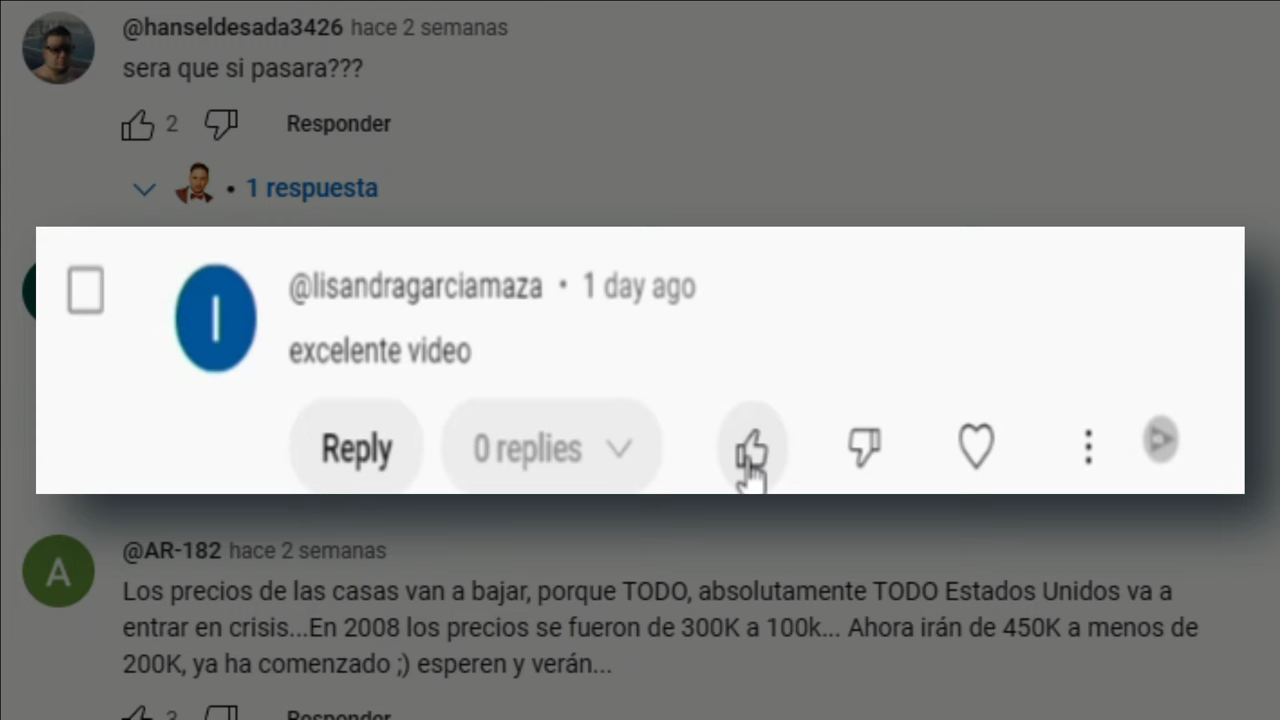 @hanseldesada3426 hace 2 semanas
sera que si pasara???
2 Responder
• 1 respuesta
I
@lisandragarciamaza • 1 day ago
excelente video
Reply 0 replies
A
@AR-182 hace 2 semanas
Los precios de las casas van a bajar, porque TODO, absolutamente TODO Estados Unidos va a
entrar en crisis...En 2008 los precios se fueron de 300K a 100k... Ahora irán de 450K a menos de
200K, ya ha comenzado ;) esperen y verán...
3 Responder